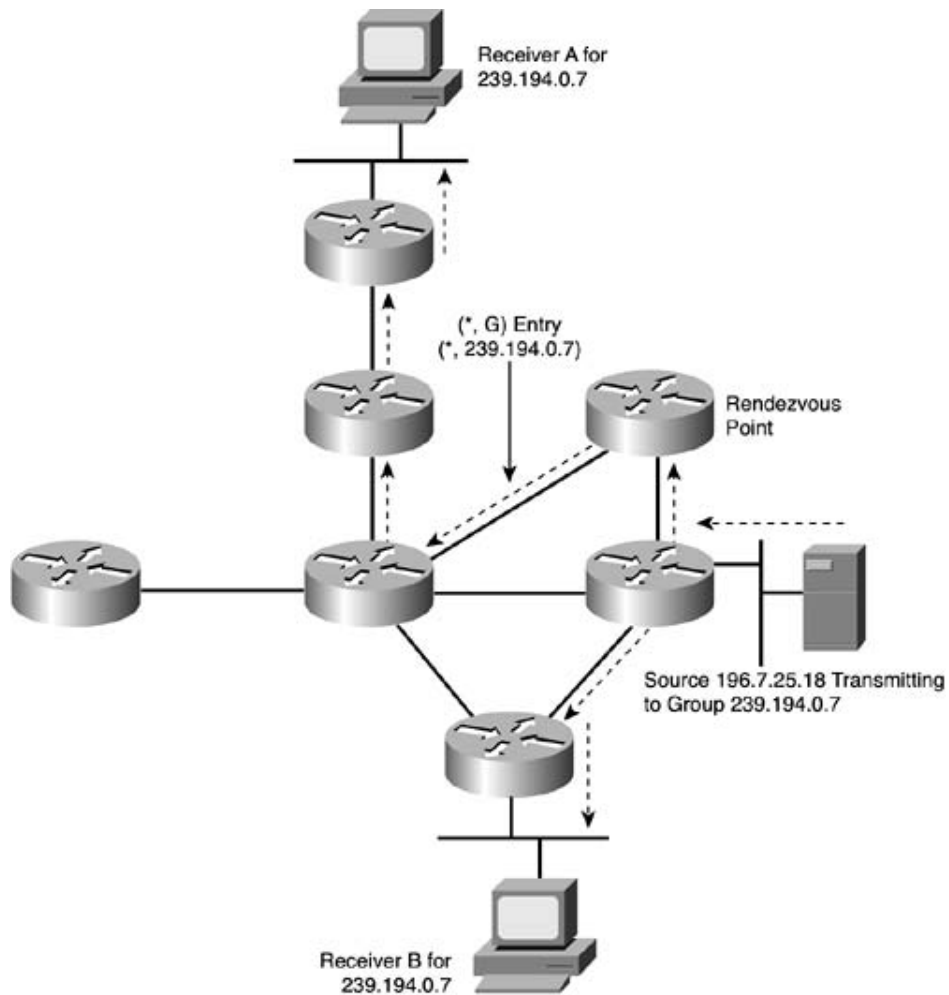 Receiver A for
239.194.0.7
(*, G) Entry
(*, 239.194.0.7)
Rendezvous
Point
Source 196.7.25.18 Transmitting
to Group 239.194.0.7
Receiver B for
239.194.0.7